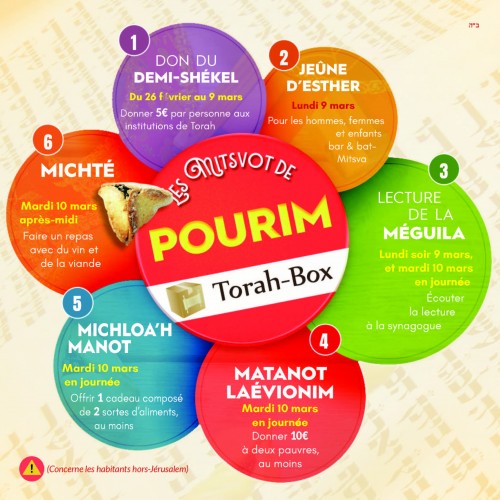 ב״ה
1
DON DU
DEMI-SHÉKEL
Du 26 février au 9 mars
Donner 5€ par personne aux
institutions de Torah
2
JEÛNE
D'ESTHER
Lundi 9 mars
Pour les hommes, femmes
et enfants
bar & bat-
Mitsva
3
LECTURE
DE LA
MÉGUILA
Lundi soir 9 mars,
et mardi 10 mars
en journée
Écouter
la lecture
à la synagogue
4
MATANOT
LAÉVIONIM
Mardi 10 mars
en journée
Donner 10€
à deux pauvres,
au moins
5
MICHLOA'H
MANOT
Mardi 10 mars
en journée
Offrir 1 cadeau composé
de 2 sortes d'aliments,
au moins
6
MICHTÉ
Mardi 10 mars
après-midi
Faire un repas
avec du vin et
de la viande
LES MITSVOT DE
POURIM
Torah-Box
(Concerne les habitants hors-Jérusalem)